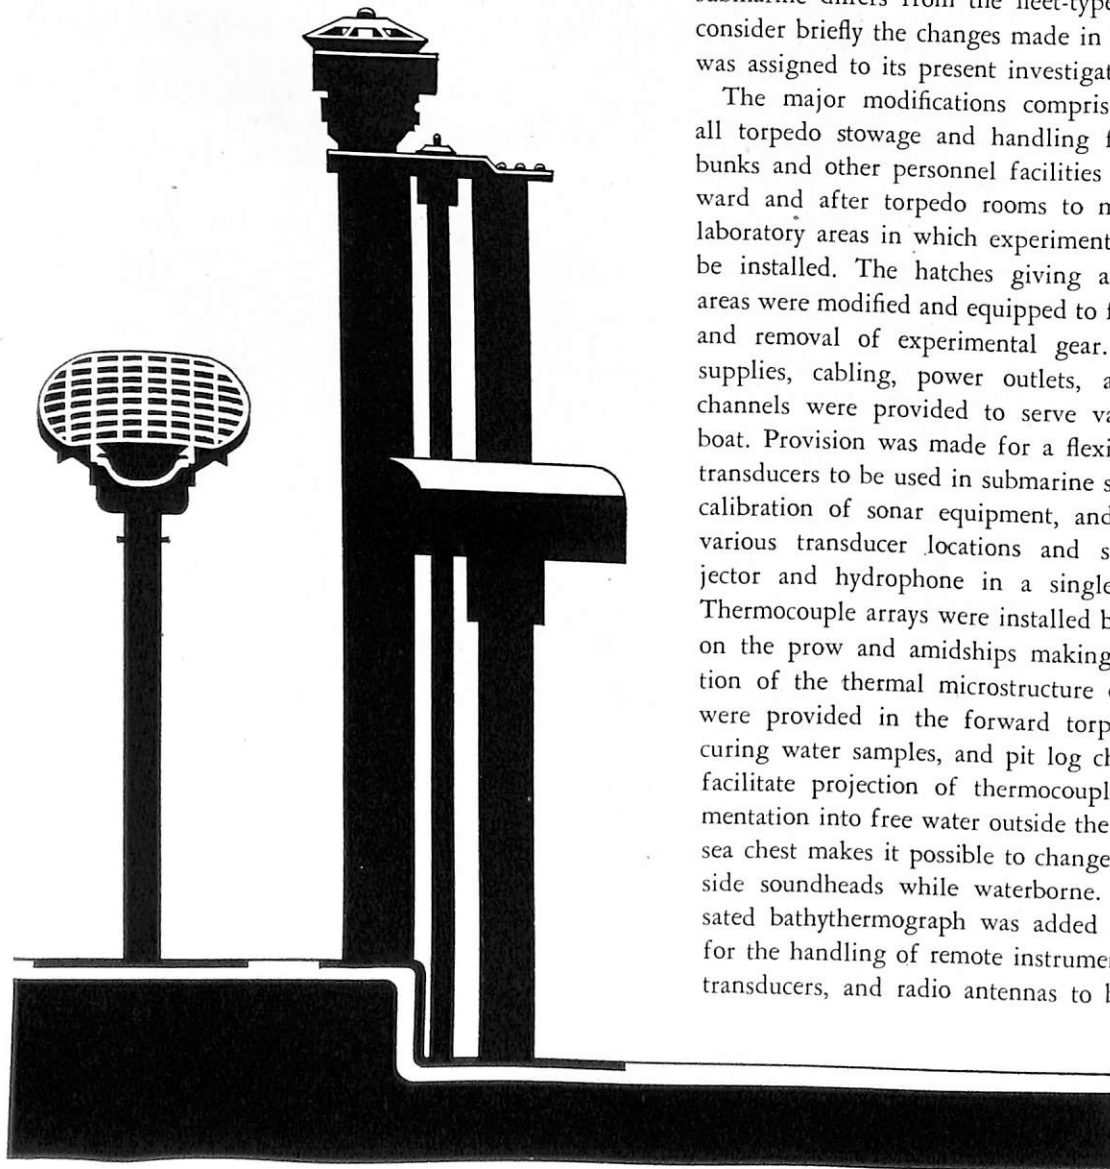 submarine differs from the fleet-type
consider briefly the changes made in
was assigned to its present investigat
The major modifications compris
all torpedo stowage and handling f
bunks and other personnel facilities
ward and after torpedo rooms to m
laboratory areas in which experiment
be installed. The hatches giving a
areas were modified and equipped to f
and removal of experimental gear.
supplies, cabling, power outlets, a
channels were provided to serve va
boat. Provision was made for a flexi
transducers to be used in submarine s
calibration of sonar equipment, and
various transducer locations and s
jector and hydrophone in a single
Thermocouple arrays were installed b
on the prow and amidships making
tion of the thermal microstructure o
were provided in the forward torp
curing water samples, and pit log ch
facilitate projection of thermocoupl
mentation into free water outside the
sea chest makes it possible to change
side soundheads while waterborne.
sated bathythermograph was added
for the handling of remote instrume
transducers, and radio antennas to b